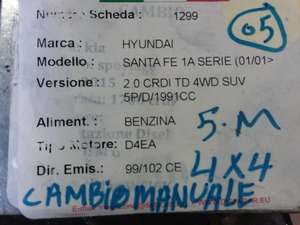 CAMBIO
Numero Scheda : 1299
05
Marca : HYUNDAI
Modello : SANTA FE 1A SERIE (01/01>
Versione : 2.0 CRDI TD 4WD SUV
5P/D/1991CC
Aliment. : BENZINA
5.M
Tipo Motore: D4EA
Dir. Emis.: 99/102 CE
4X4
CAMBIO MANUALE